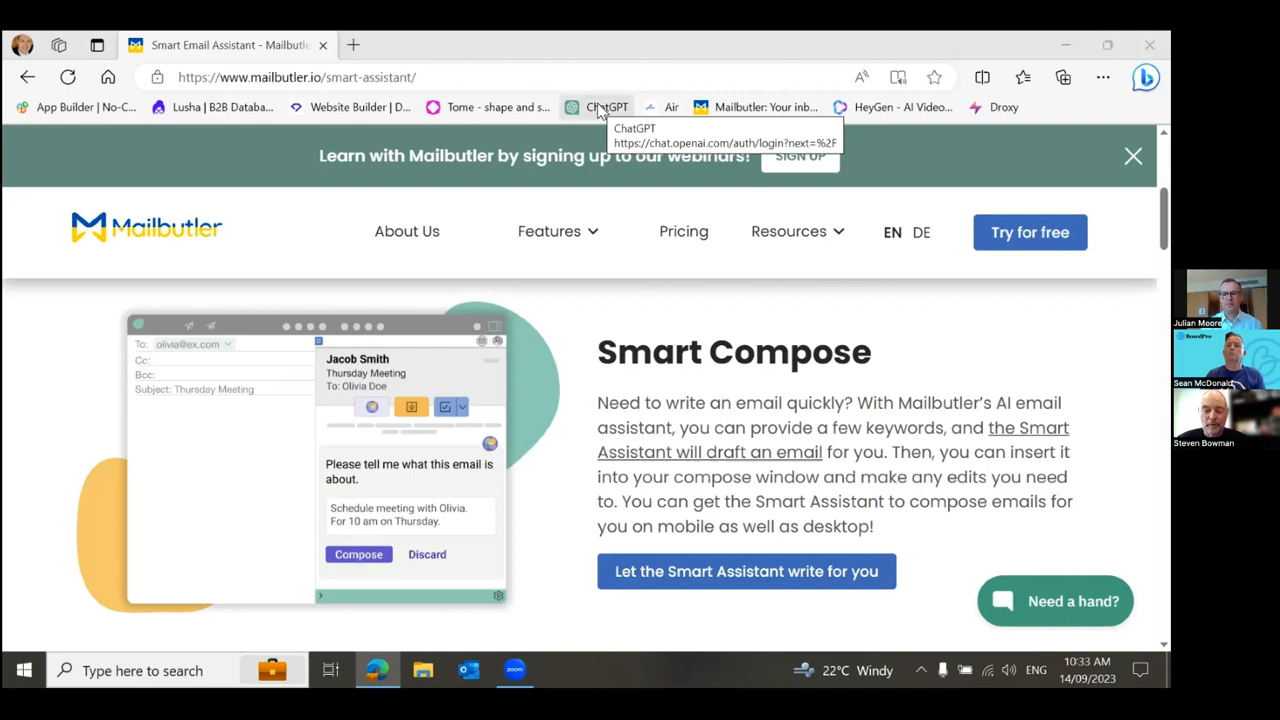 Smart Email Assistant - Mailbutle
https://www.mailbutler.io/smart-assistant/
App Builder | No-C...
Lusha | B2B Databa...
Website Builder | D...
Tome - shape and s...
ChatGPT
Air
Mailbutler: Your inb...
HeyGen - AI Video...
Droxy
ChatGPT
https://chat.openai.com/auth/login?next=%2F
Learn with Mailbutler by signing up to our webinars!
SIGN UP
Mailbutler
About Us
Features
Pricing
Resources
EN DE
Try for free
To: olivia@ex.com
Cc:
Bcc:
Subject: Thursday Meeting
Jacob Smith
Thursday Meeting
To: Olivia Doe
Please tell me what this email is
about.
Schedule meeting with Olivia.
For 10 am on Thursday.
Compose
Discard
Smart Compose
Need to write an email quickly? With Mailbutler's AI email
assistant, you can provide a few keywords, and the Smart
Assistant will draft an email for you. Then, you can insert it
into your compose window and make any edits you need
to. You can get the Smart Assistant to compose emails for
you on mobile as well as desktop!
Let the Smart Assistant write for you
Need a hand?
Julian Moore
BoardPro
Sean McDonald
Steven Bowman
Type here to search
zoom
22°C Windy
ENG
10:33 AM
14/09/2023